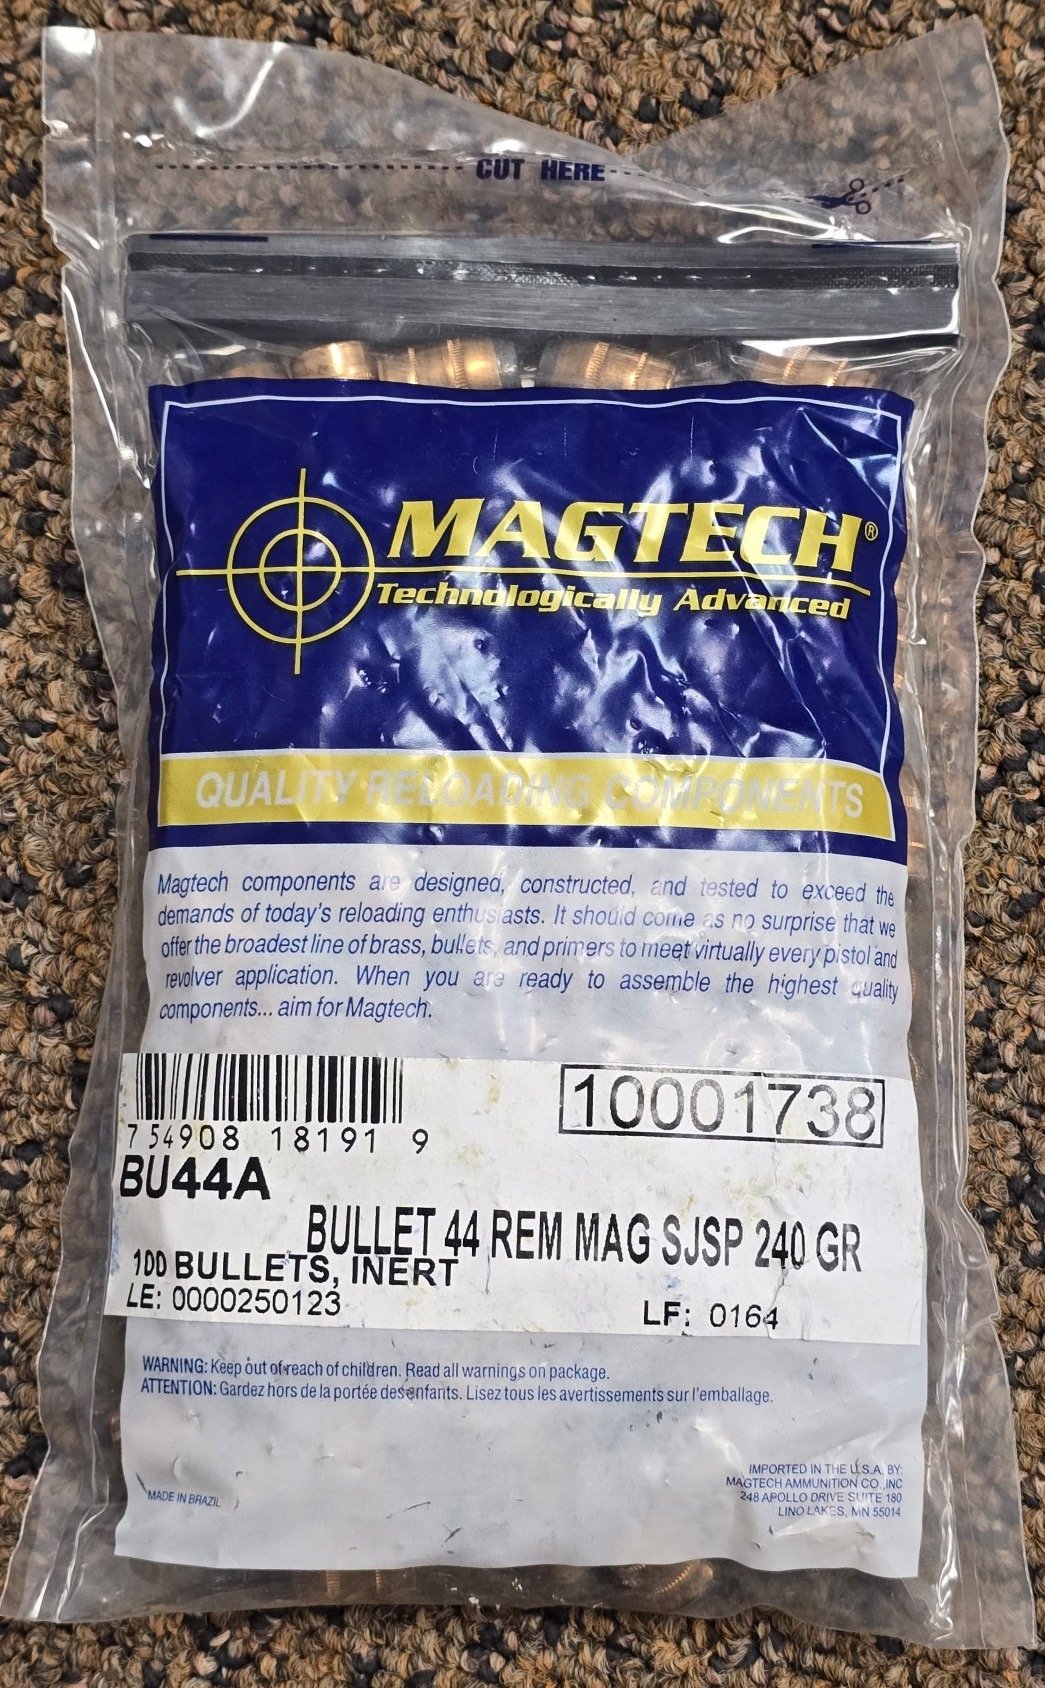 CUT HERE
MAGTECH®
Technologically Advanced
QUALITY RELOADING COMPONENTS
Magtech components are designed, constructed, and tested to exceed the
demands of today's reloading enthusiasts. It should come as no surprise that we
offer the broadest line of brass, bullets, and primers to meet virtually every pistol and
revolver application. When you are ready to assemble the highest quality
components... aim for Magtech.
7 54908 18191 9
10001738
BU44A
BULLET 44 REM MAG SJSP 240 GR
100 BULLETS, INERT
LE: 0000250123 LF: 0164
WARNING: Keep out of reach of children. Read all warnings on package.
ATTENTION: Gardez hors de la portée des enfants. Lisez tous les avertissements sur l'emballage.
MADE IN BRAZIL
IMPORTED IN THE U.S.A. BY:
MAGTECH AMMUNITION CO.,INC
248 APOLLO DRIVE SUITE 180
LINO LAKES, MN 55014